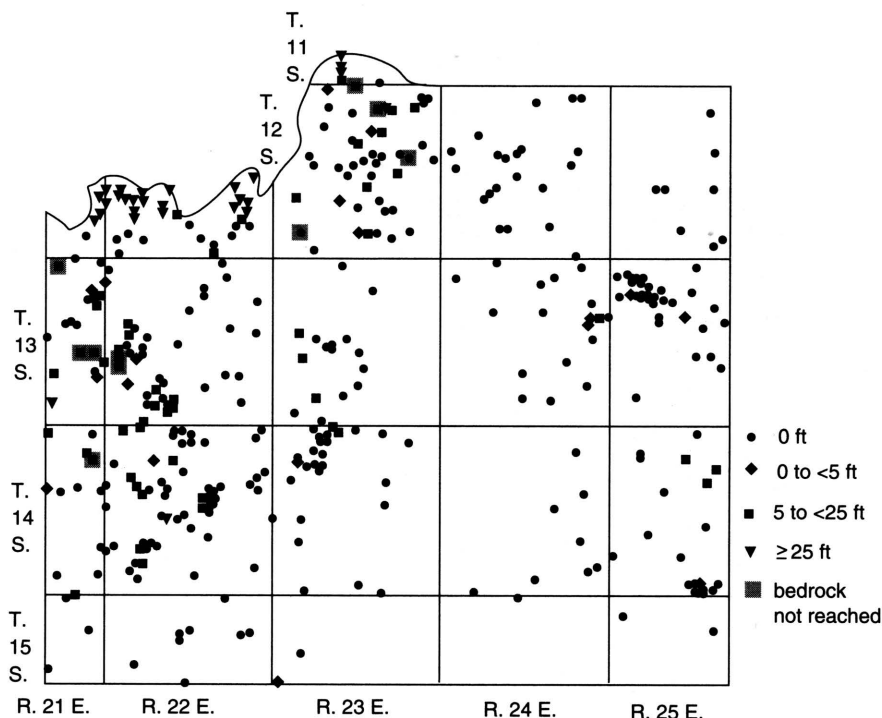 T.
11
S.
T.
12
S.
T.
13
S.
T.
14
S.
T.
15
S.
R. 21 E.
R. 22 E.
R. 23 E.
R. 24 E.
R. 25 E.
0 ft
0 to <5 ft
5 to <25 ft
≥25 ft
bedrock
not reached